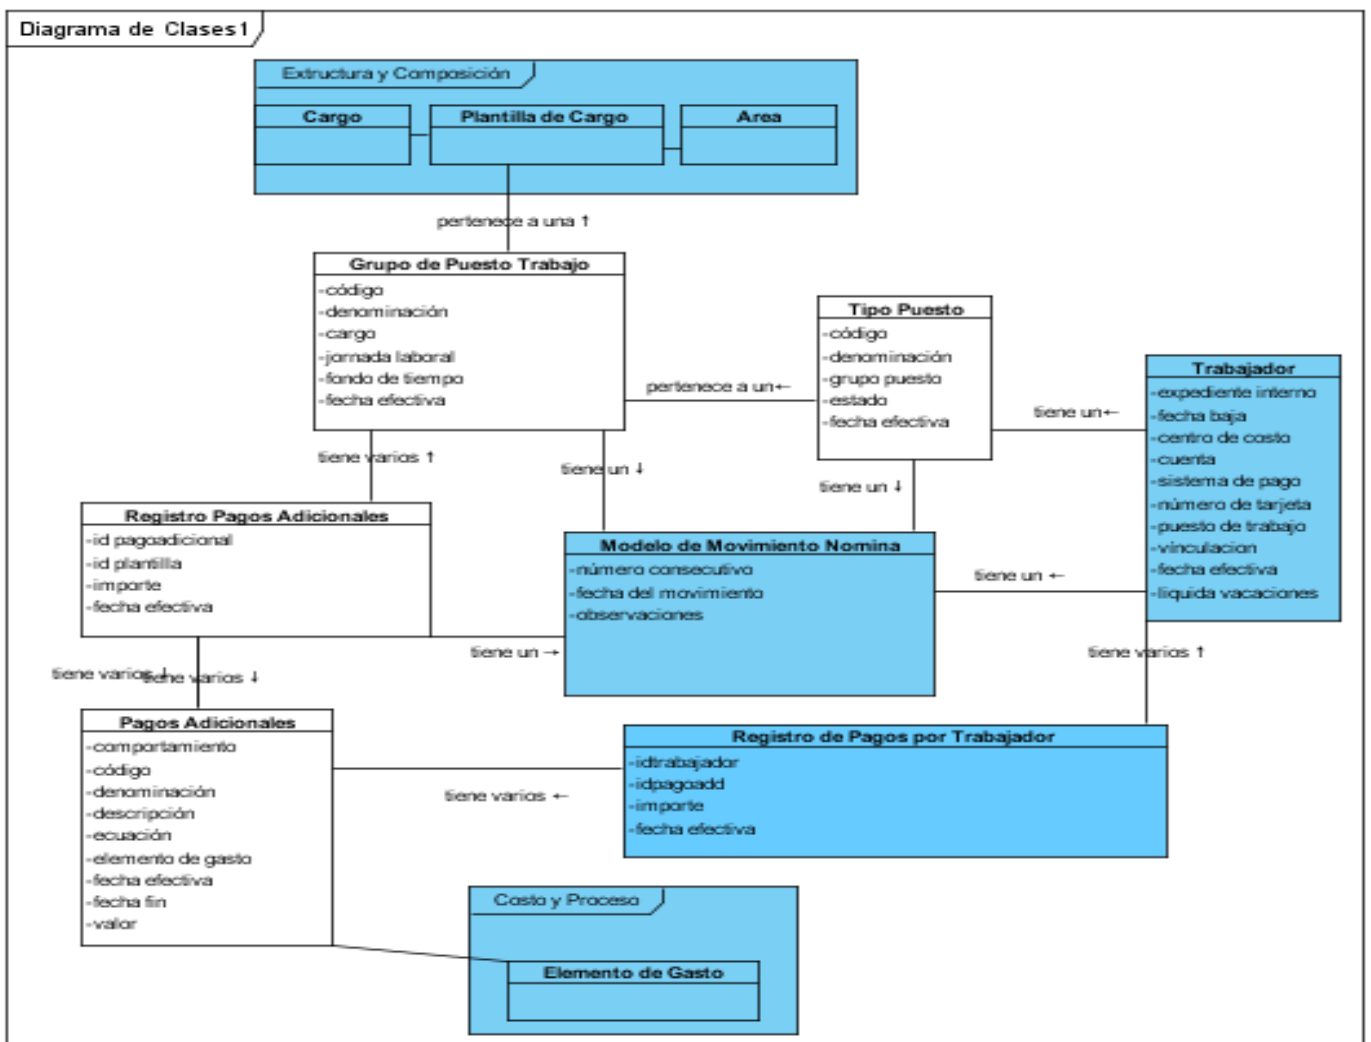 Diagrama de Clases1
Extructura y Composición
Cargo
Plantilla de Cargo
Area
pertenece a una ↑
Grupo de Puesto Trabajo
-código
-denominación
-cargo
-jornada laboral
-fondo de tiempo
-fecha efectiva
Tipo Puesto
-código
-denominación
-grupo puesto
-estado
-fecha efectiva
pertenece a un←
Trabajador
-expediente interno
-fecha baja
-centro de costo
-cuenta
-sistema de pago
-número de tarjeta
-puesto de trabajo
-vinculacion
-fecha efectiva
-liquida vacaciones
tiene un←
tiene varios ↑
tiene un ↓
tiene un ↓
Registro Pagos Adicionales
-id pagoadicional
-id plantilla
-importe
-fecha efectiva
Modelo de Movimiento Nomina
-número consecutivo
-fecha del movimiento
-observaciones
tiene un ←
tiene un →
tiene varios ↑
tiene varios ↓
tiene varios ↓
Pagos Adicionales
-comportamiento
-código
-denominación
-descripción
-ecuación
-elemento de gasto
-fecha efectiva
-fecha fin
-valor
tiene varios ←
Registro de Pagos por Trabajador
-idtrabajador
-idpagoadd
-importe
-fecha efectiva
Costo y Proceso
Elemento de Gasto